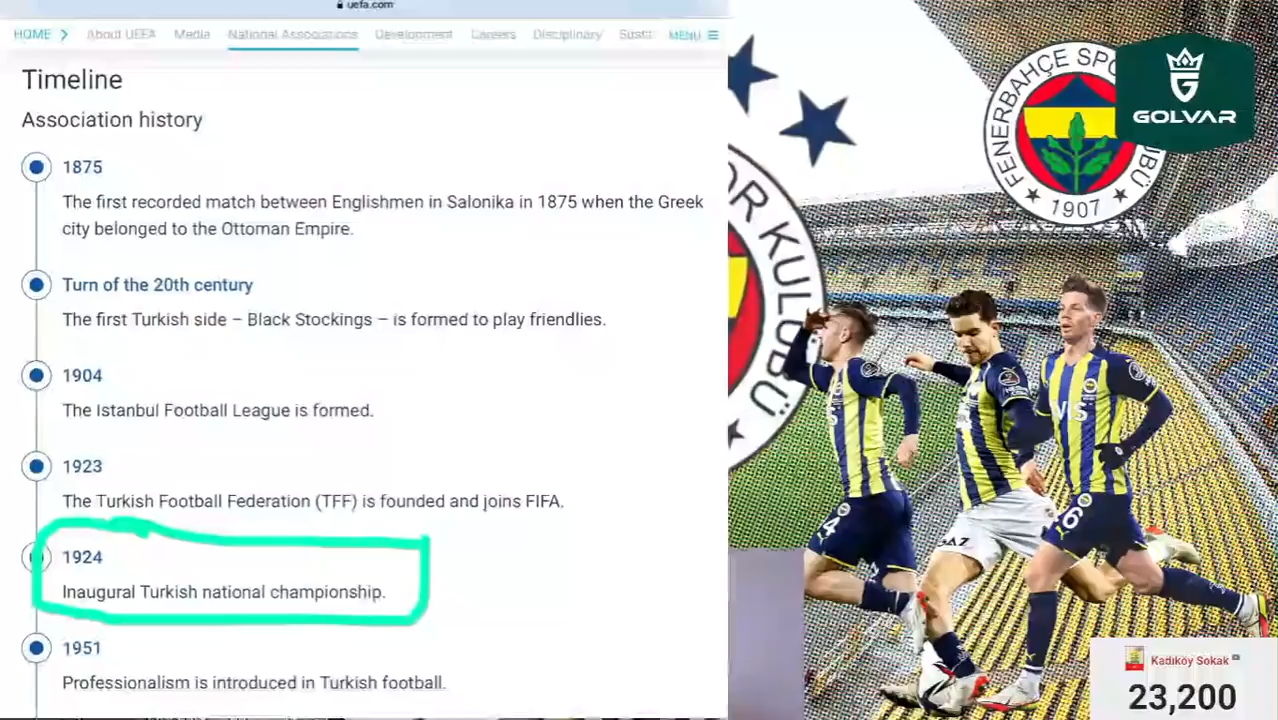 uefa.com
HOME
About UEFA
Media
National Associations
Development
Careers
Disciplinary
MENU
Timeline
Association history
1875
The first recorded match between Englishmen in Salonika in 1875 when the Greek
city belonged to the Ottoman Empire.
Turn of the 20th century
The first Turkish side – Black Stockings – is formed to play friendlies.
1904
The Istanbul Football League is formed.
1923
The Turkish Football Federation (TFF) is founded and joins FIFA.
1924
Inaugural Turkish national championship.
1951
Professionalism is introduced in Turkish football.
FENERBAHÇE
1907
GOLVAR
VIS
6
4
Kadıköy Sokak
23,200